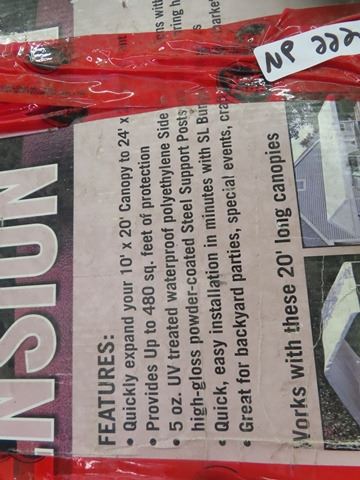 NP 222
NSION
FEATURES:
• Quickly expand your 10' X 20' Canopy to 24' x
• Provides Up to 480 sq. feet of protection
• 5 oz. UV treated waterproof polyethylene Side
high-gloss powder-coated Steel Support Posts
• Quick, easy installation in minutes with SL Bun
• Great for backyard parties, special events, cra
Works with these 20' long canopies